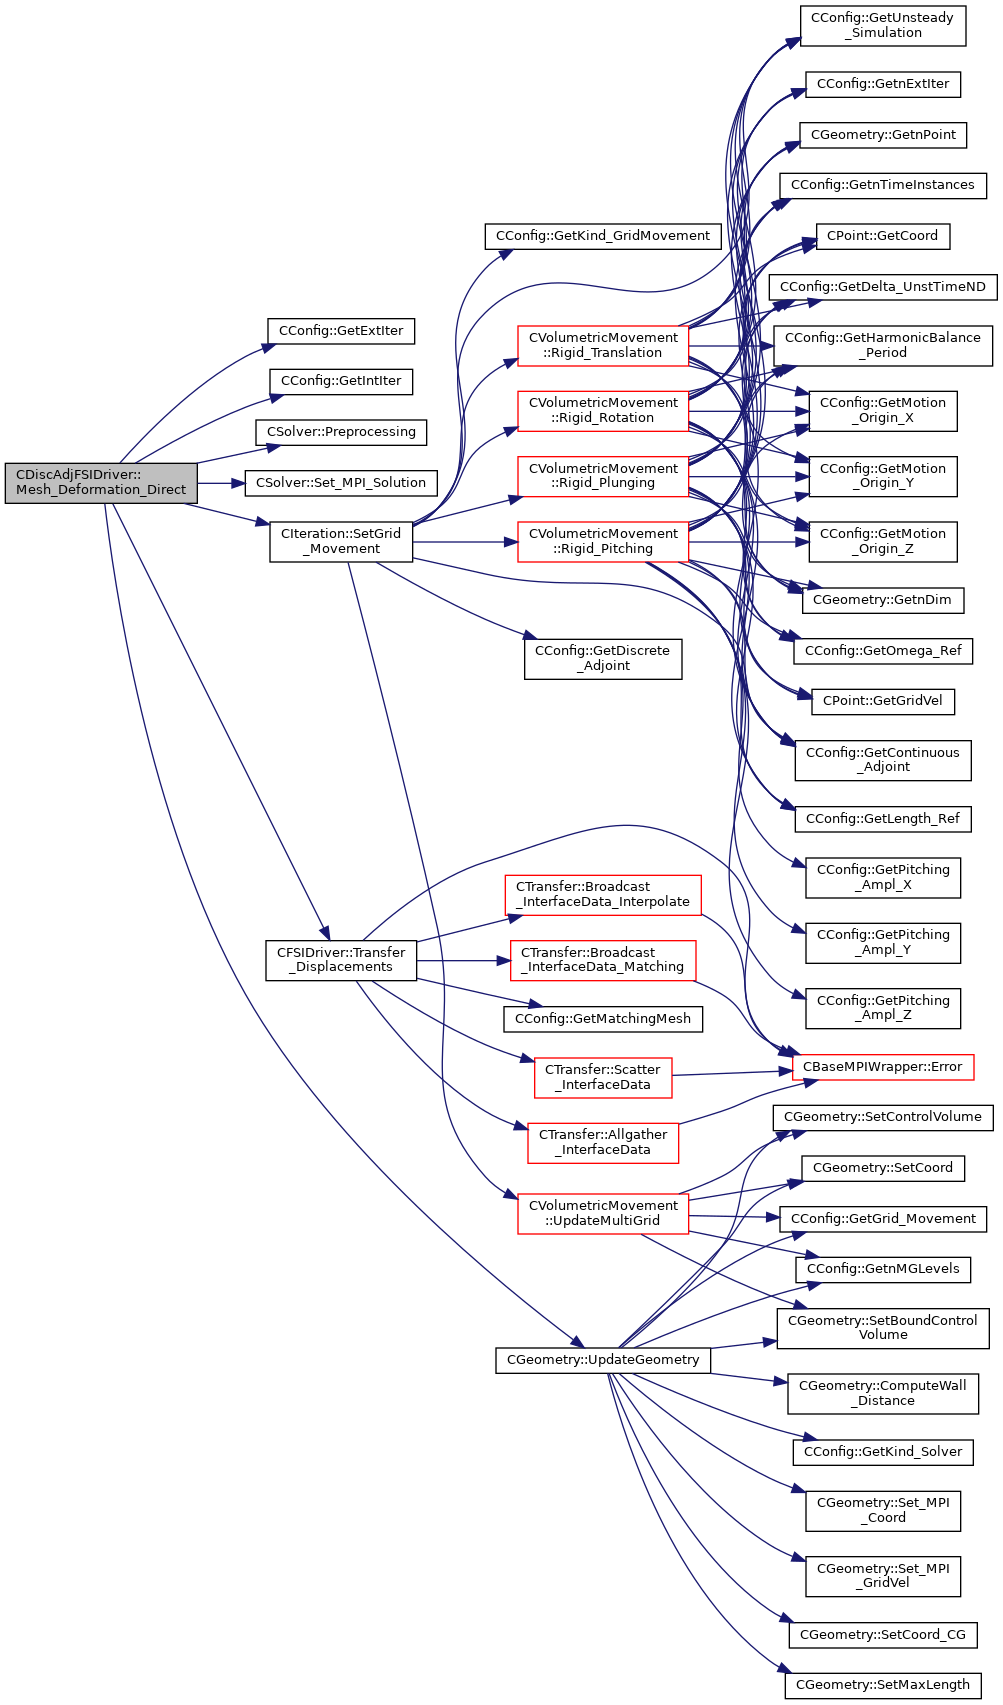 CDiscAdjFSIDriver::
Mesh_Deformation_Direct
CConfig::GetExtIter
CConfig::GetIntIter
CSolver::Preprocessing
CSolver::Set_MPI_Solution
CIteration::SetGrid
_Movement
CFSIDriver::Transfer
_Displacements
CConfig::GetKind_GridMovement
CVolumetricMovement
::Rigid_Translation
CVolumetricMovement
::Rigid_Rotation
CVolumetricMovement
::Rigid_Plunging
CVolumetricMovement
::Rigid_Pitching
CConfig::GetDiscrete
_Adjoint
CTransfer::Broadcast
_InterfaceData_Interpolate
CTransfer::Broadcast
_InterfaceData_Matching
CConfig::GetMatchingMesh
CTransfer::Scatter
_InterfaceData
CTransfer::Allgather
_InterfaceData
CVolumetricMovement
::UpdateMultiGrid
CGeometry::UpdateGeometry
CConfig::GetUnsteady
_Simulation
CConfig::GetnExtIter
CGeometry::GetnPoint
CConfig::GetnTimeInstances
CPoint::GetCoord
CConfig::GetDelta_UnstTimeND
CConfig::GetHarmonicBalance
_Period
CConfig::GetMotion
_Origin_X
CConfig::GetMotion
_Origin_Y
CConfig::GetMotion
_Origin_Z
CGeometry::GetnDim
CConfig::GetOmega_Ref
CPoint::GetGridVel
CConfig::GetContinuous
_Adjoint
CConfig::GetLength_Ref
CConfig::GetPitching
_Ampl_X
CConfig::GetPitching
_Ampl_Y
CConfig::GetPitching
_Ampl_Z
CBaseMPIWrapper::Error
CGeometry::SetControlVolume
CGeometry::SetCoord
CConfig::GetGrid_Movement
CConfig::GetnMGLevels
CGeometry::SetBoundControl
Volume
CGeometry::ComputeWall
_Distance
CConfig::GetKind_Solver
CGeometry::Set_MPI
_Coord
CGeometry::Set_MPI
_GridVel
CGeometry::SetCoord_CG
CGeometry::SetMaxLength